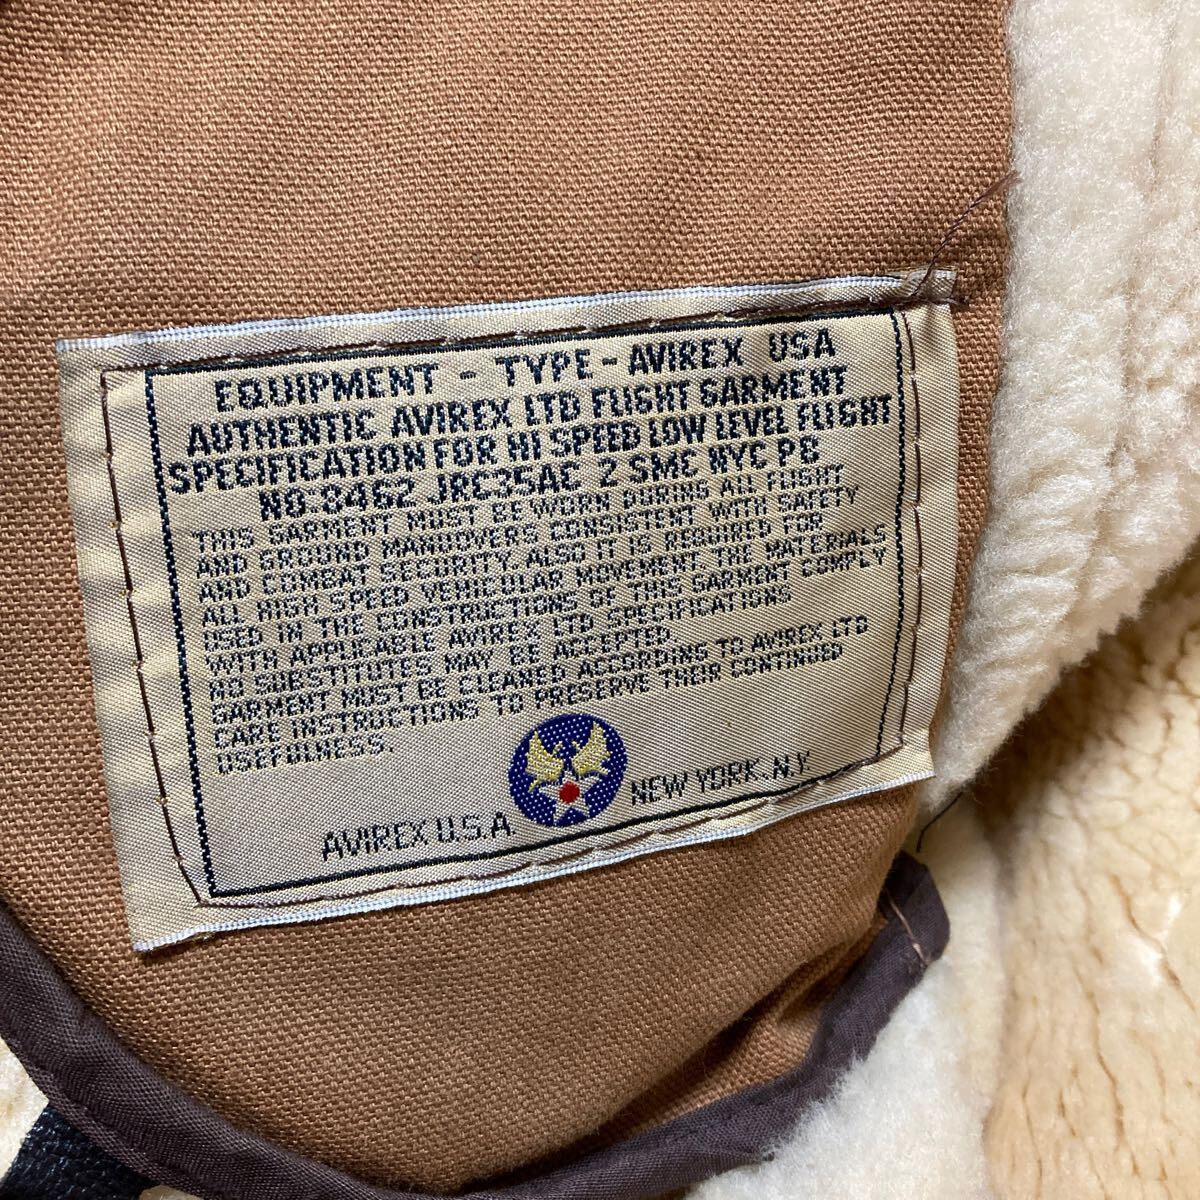 EQUIPMENT - TYPE - AVIREX USA
AUTHENTIC AVIREX LTD FLIGHT GARMENT
SPECIFICATION FOR HI SPEED LOW LEVEL FLIGHT
NO:8462 JRC35AC 2 SMC NYC PB
THIS GARMENT MUST BE WORN DURING ALL FLIGHT
AND GROUND MANUOVERS CONSISTENT WITH SAFETY
AND COMBAT SECURITY ALSO IT IS REQUIRED FOR
ALL HIGH SPEED VEHICULAR MOVEMENT. THE MATERIALS
USED IN THE CONSTRUCTIONS OF THIS GARMENT COMPLY
WITH APPLICABLE AVIREX LTD SPECIFICATIONS
NO SUBSTITUTES MAY BE ACCEPTED.
GARMENT MUST BE CLEANED ACCORDING TO AVIREX LTD
CARE INSTRUCTIONS TO PRESERVE THEIR CONTINUED
USEFULNESS.
AVIREX U.S.A. NEW YORK. N.Y